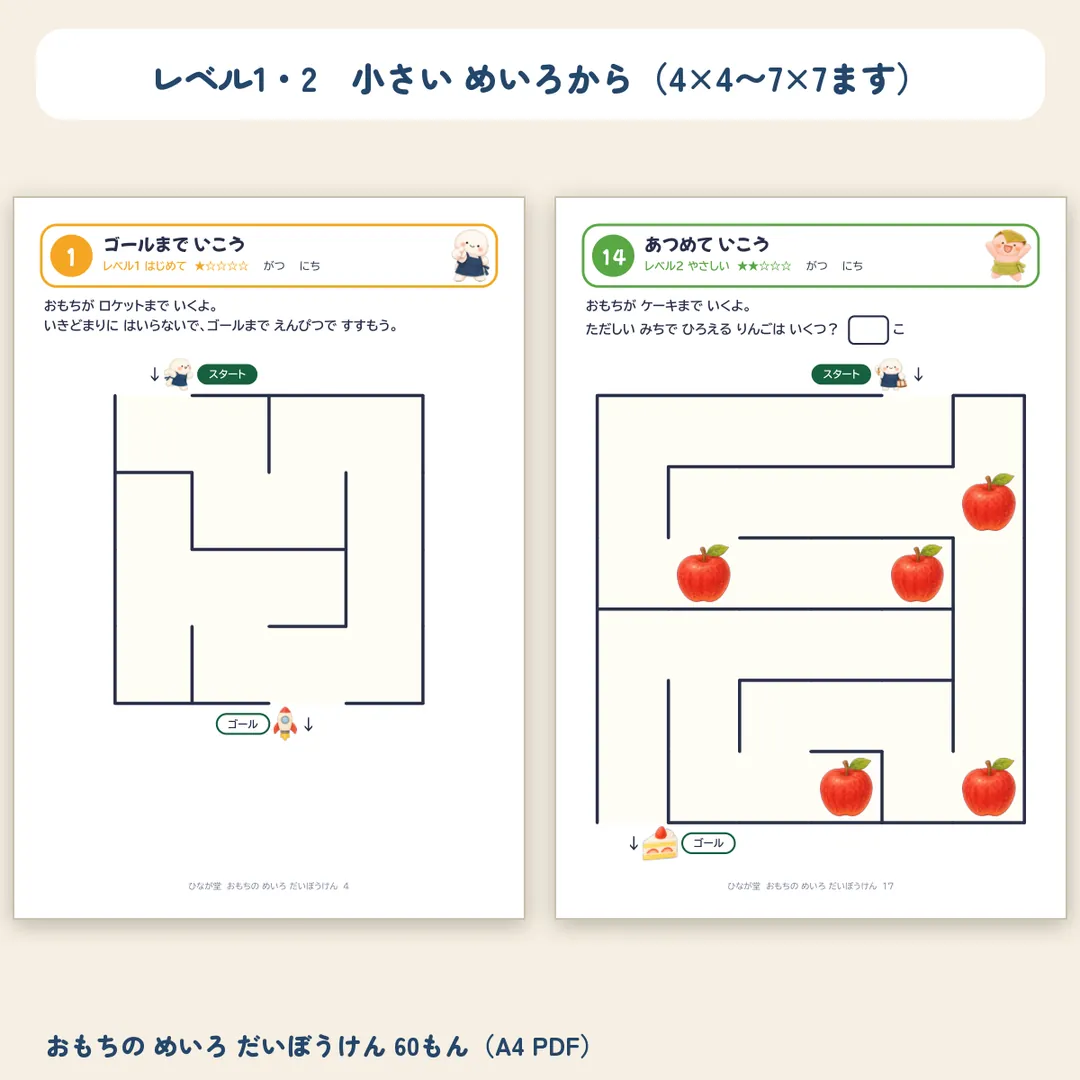 レベル1・2　小さい めいろから（4×4〜7×7ます）
1
ゴールまで いこう
レベル1 はじめて ★☆☆☆☆ がつ にち
おもちが ロケットまで いくよ。
いきどまりに はいらないで、ゴールまで えんぴつで すすもう。
↓ スタート
ゴール ↓
ひなが堂 おもちの めいろ だいぼうけん 4
14
あつめて いこう
レベル2 やさしい ★★☆☆☆ がつ にち
おもちが ケーキまで いくよ。
ただしい みちで ひろえる りんごは いくつ？ こ
スタート ↓
↓ ゴール
ひなが堂 おもちの めいろ だいぼうけん 17
おもちの めいろ だいぼうけん 60もん（A4 PDF）